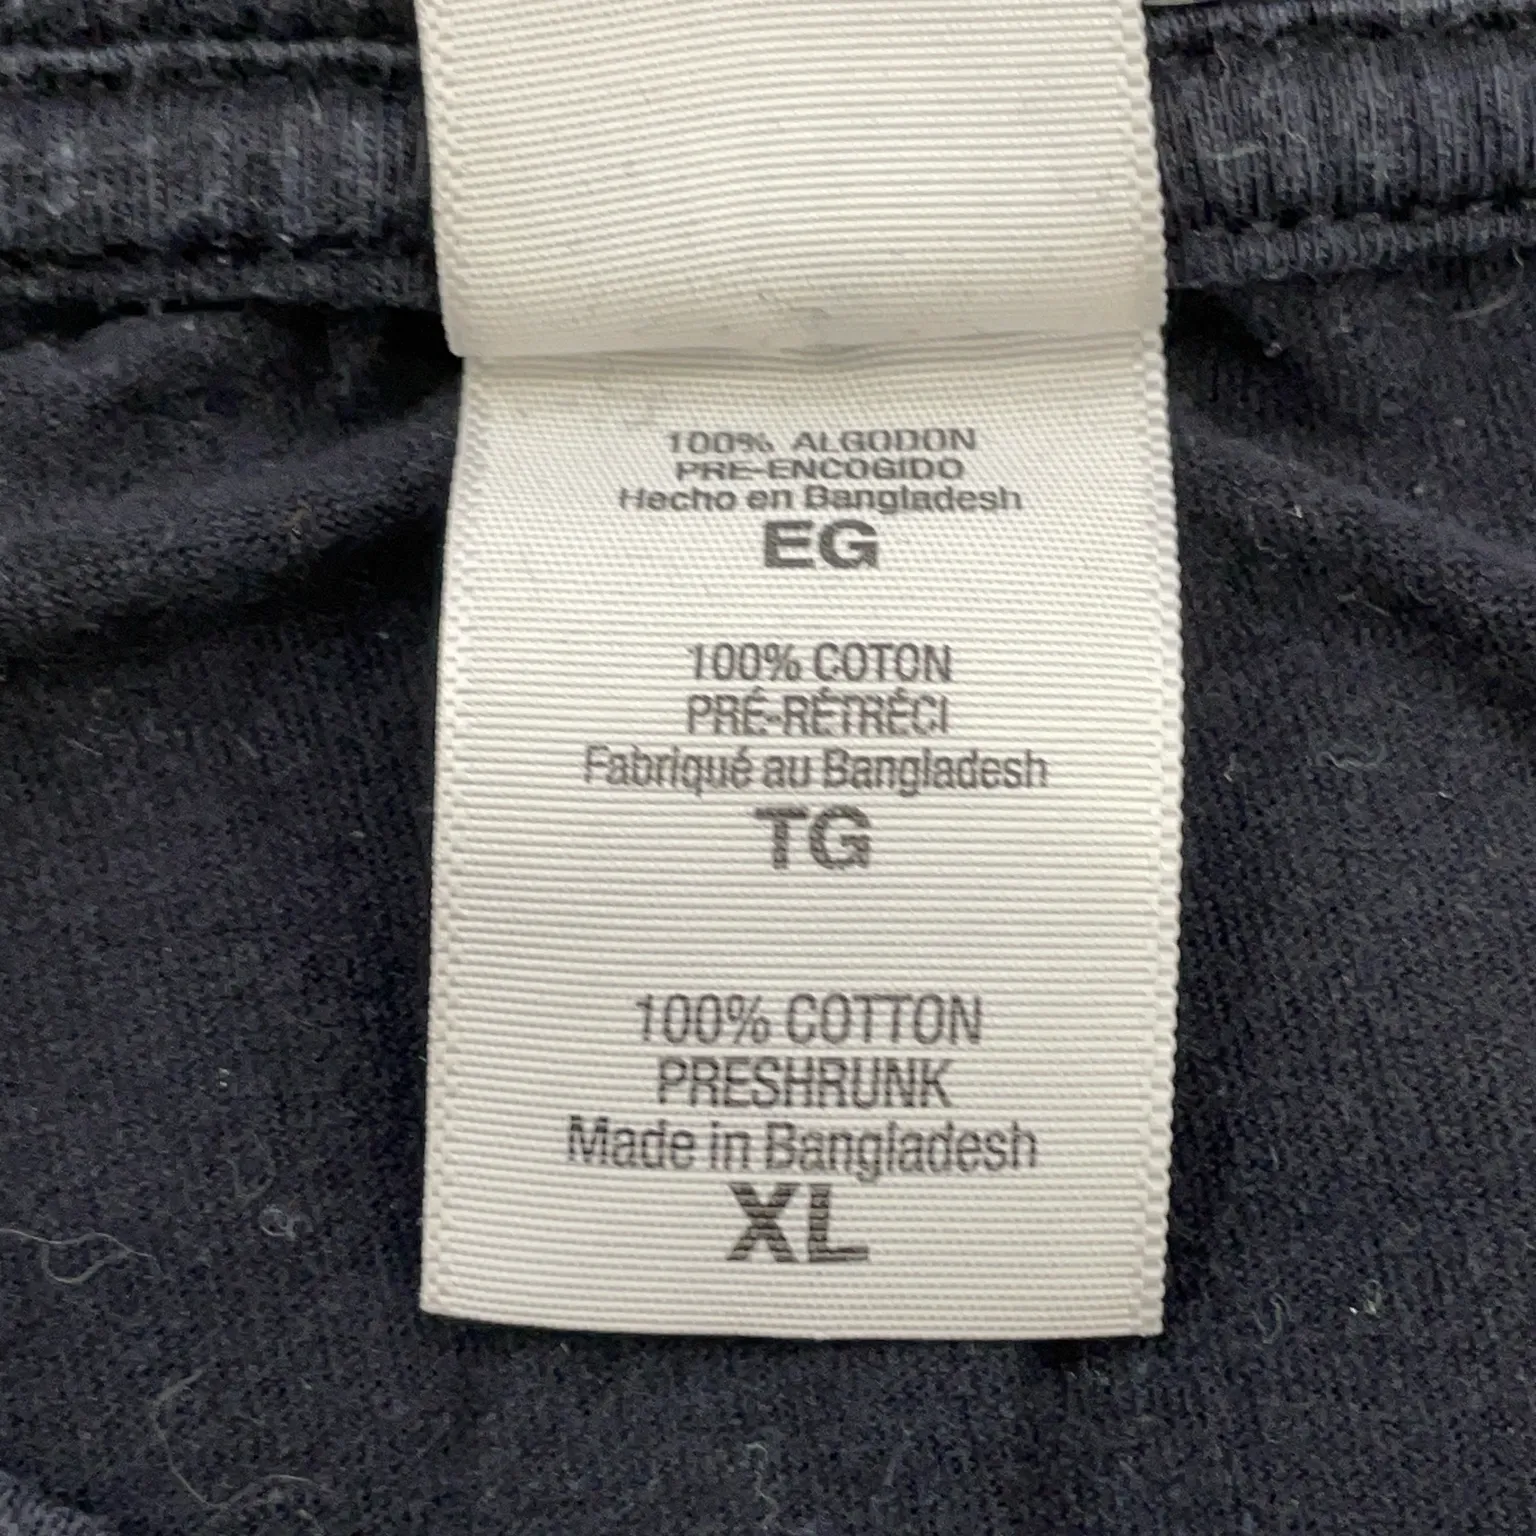 100% ALGODON
PRE-ENCOGIDO
Hecho en Bangladesh
EG
100% COTON
PRÉ-RÉTRÉCI
Fabriqué au Bangladesh
TG
100% COTTON
PRESHRUNK
Made in Bangladesh
XL